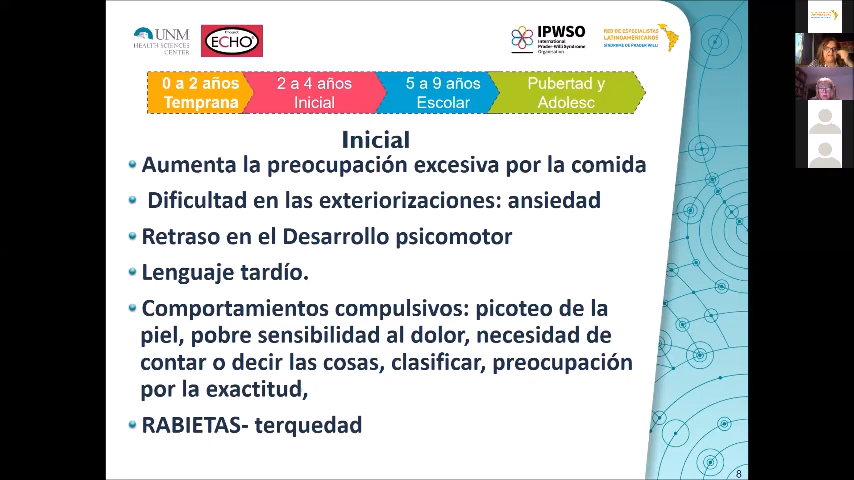 UNM
HEALTH SCIENCES
CENTER
Project
ECHO
IPWSO
International
Prader-Willi Syndrome
Organisation
RED DE ESPECIALISTAS
LATINOAMERICANOS
SÍNDROME DE PRADER WILLI
0 a 2 años
Temprana
2 a 4 años
Inicial
5 a 9 años
Escolar
Pubertad y
Adolesc
Inicial
Aumenta la preocupación excesiva por la comida
Dificultad en las exteriorizaciones: ansiedad
Retraso en el Desarrollo psicomotor
Lenguaje tardío.
Comportamientos compulsivos: picoteo de la
piel, pobre sensibilidad al dolor, necesidad de
contar o decir las cosas, clasificar, preocupación
por la exactitud,
RABIETAS- terquedad
8